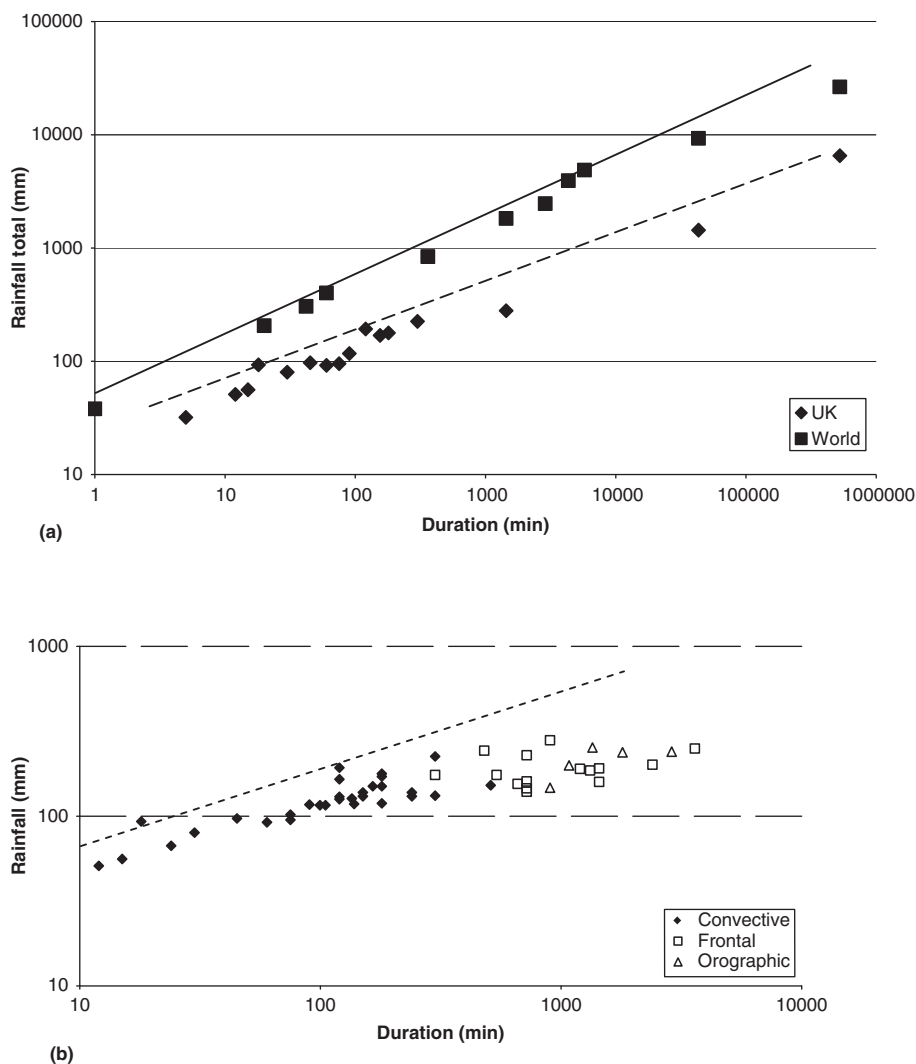 100000
10000
1000
100
10
Rainfall total (mm)
UK
World
1 10 100 1000 10000 100000 1000000
(a)
Duration (min)
1000
100
10
Rainfall (mm)
Convective
Frontal
Orographic
10 100 1000 10000
Duration (min)
(b)